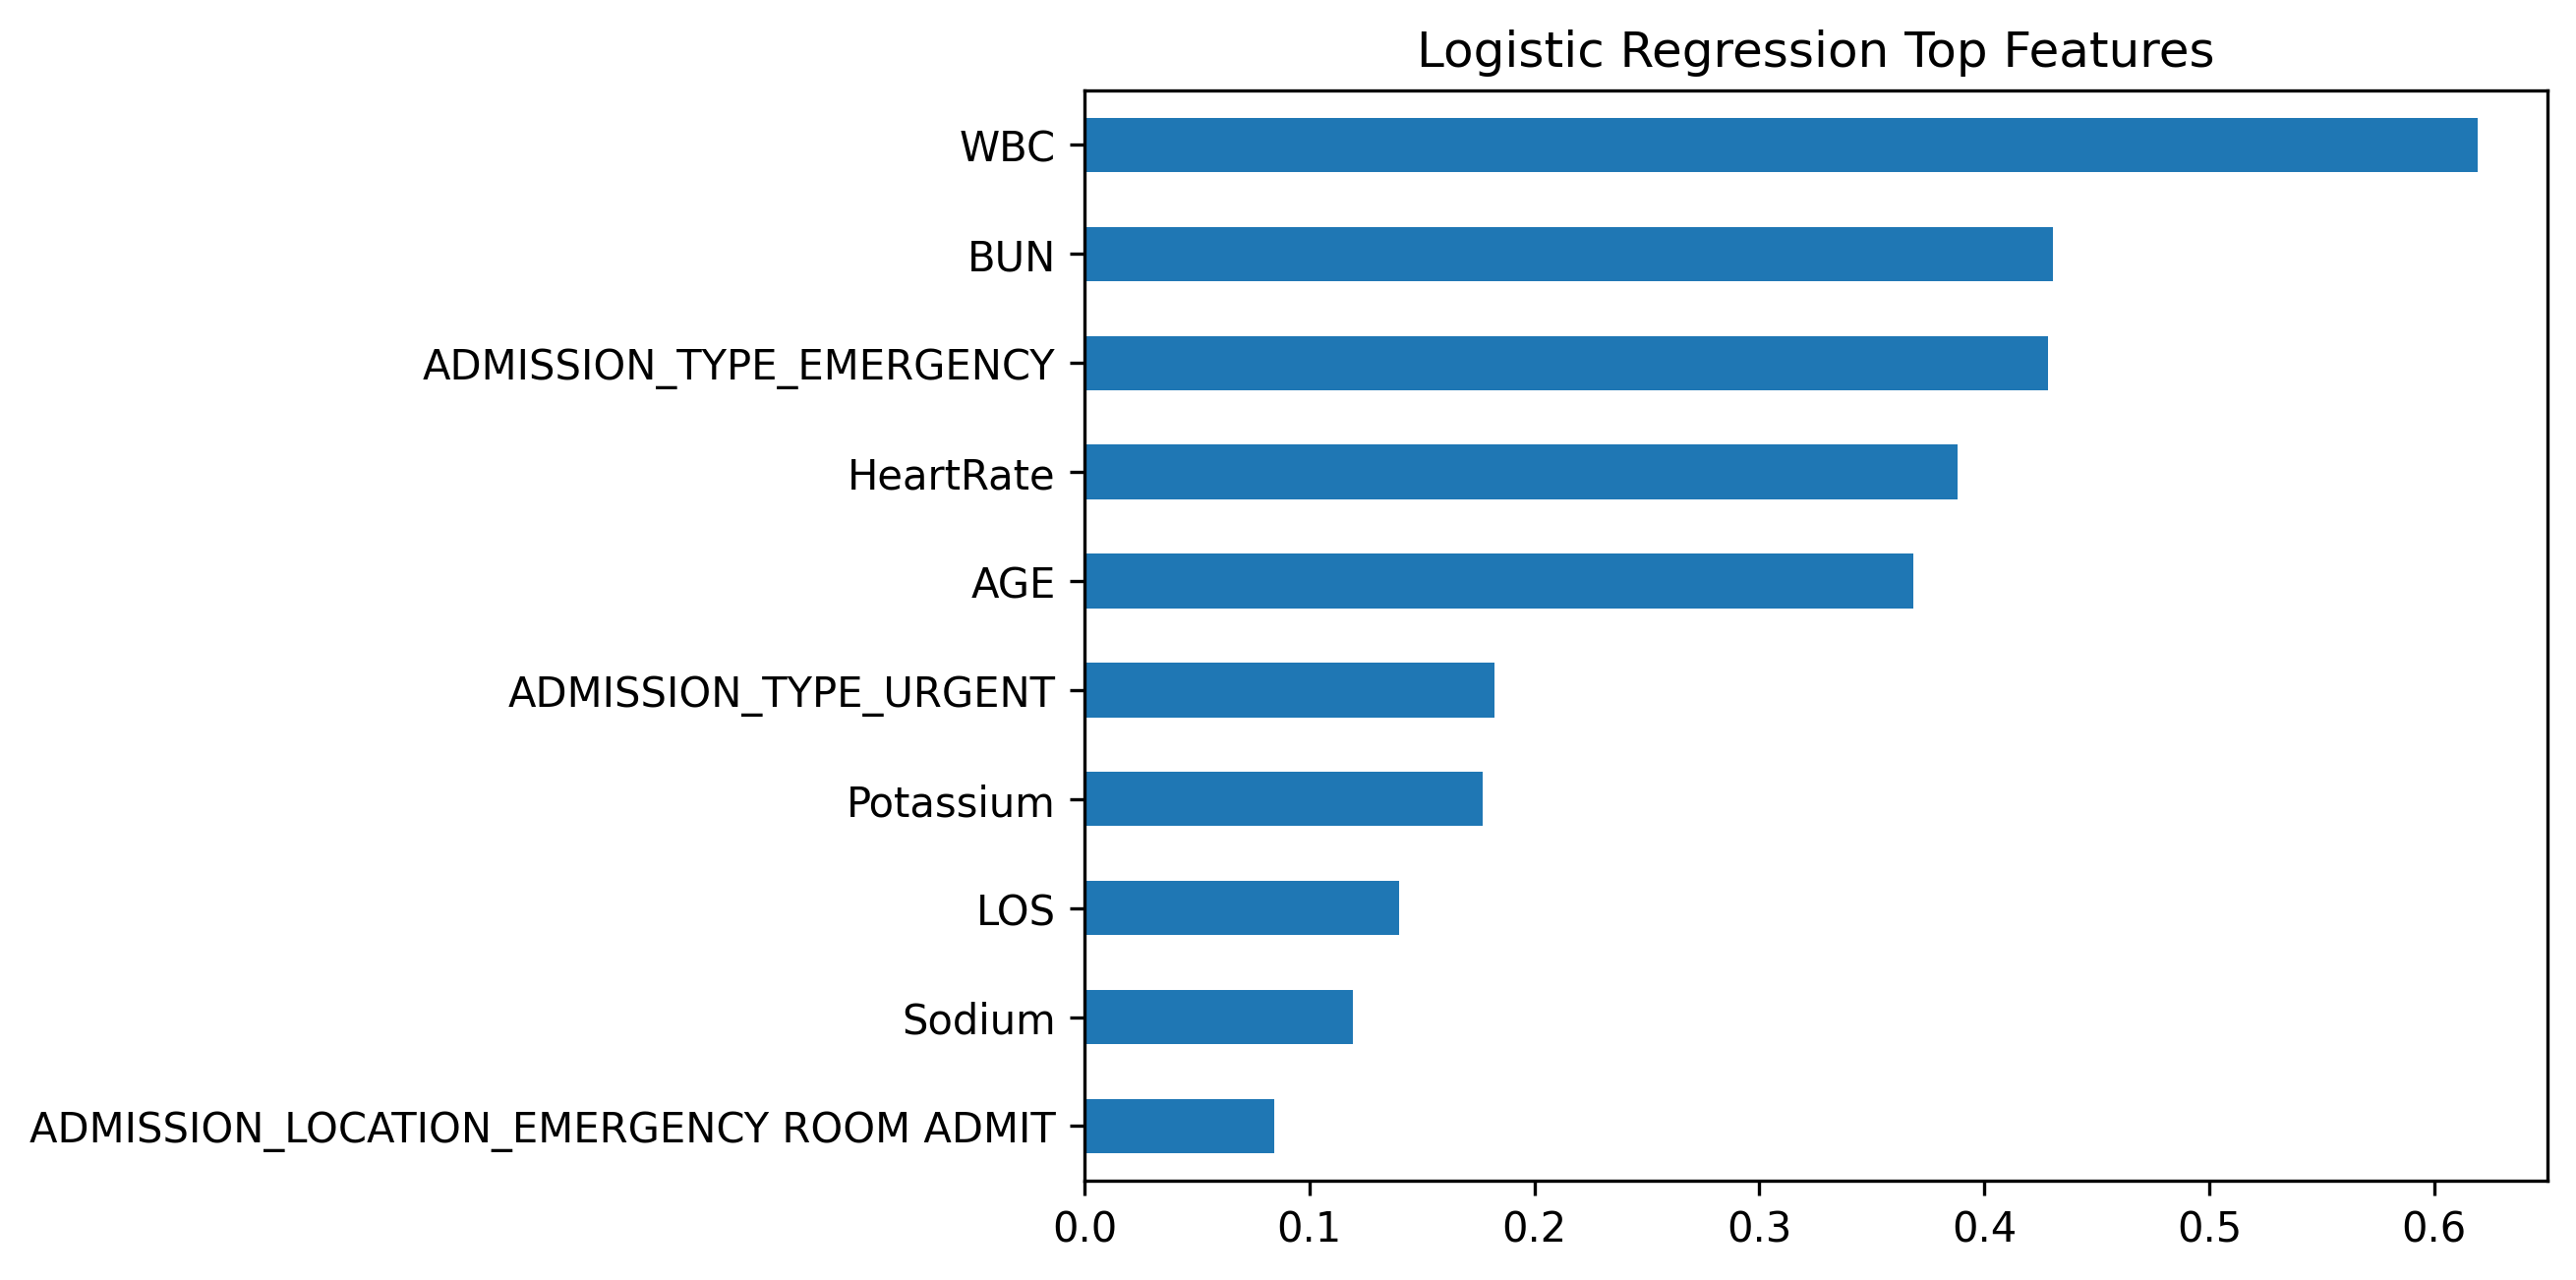 Logistic Regression Top Features
WBC
BUN
ADMISSION_TYPE_EMERGENCY
HeartRate
AGE
ADMISSION_TYPE_URGENT
Potassium
LOS
Sodium
ADMISSION_LOCATION_EMERGENCY ROOM ADMIT
0.0 0.1 0.2 0.3 0.4 0.5 0.6